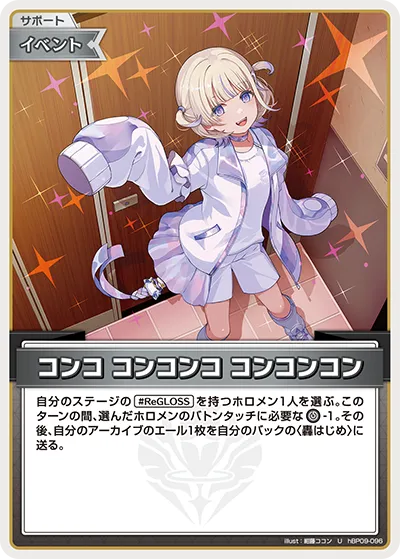 サポート
イベント
コンコ コンコンコ コンコンコン
自分のステージの #ReGLOSS を持つホロメン1人を選ぶ。この
ターンの間、選んだホロメンのバトンタッチに必要な -1。その
後、自分のアーカイブのエール1枚を自分のバックの〈轟はじめ〉に
送る。
illust：細藤ココン U hBP09-096